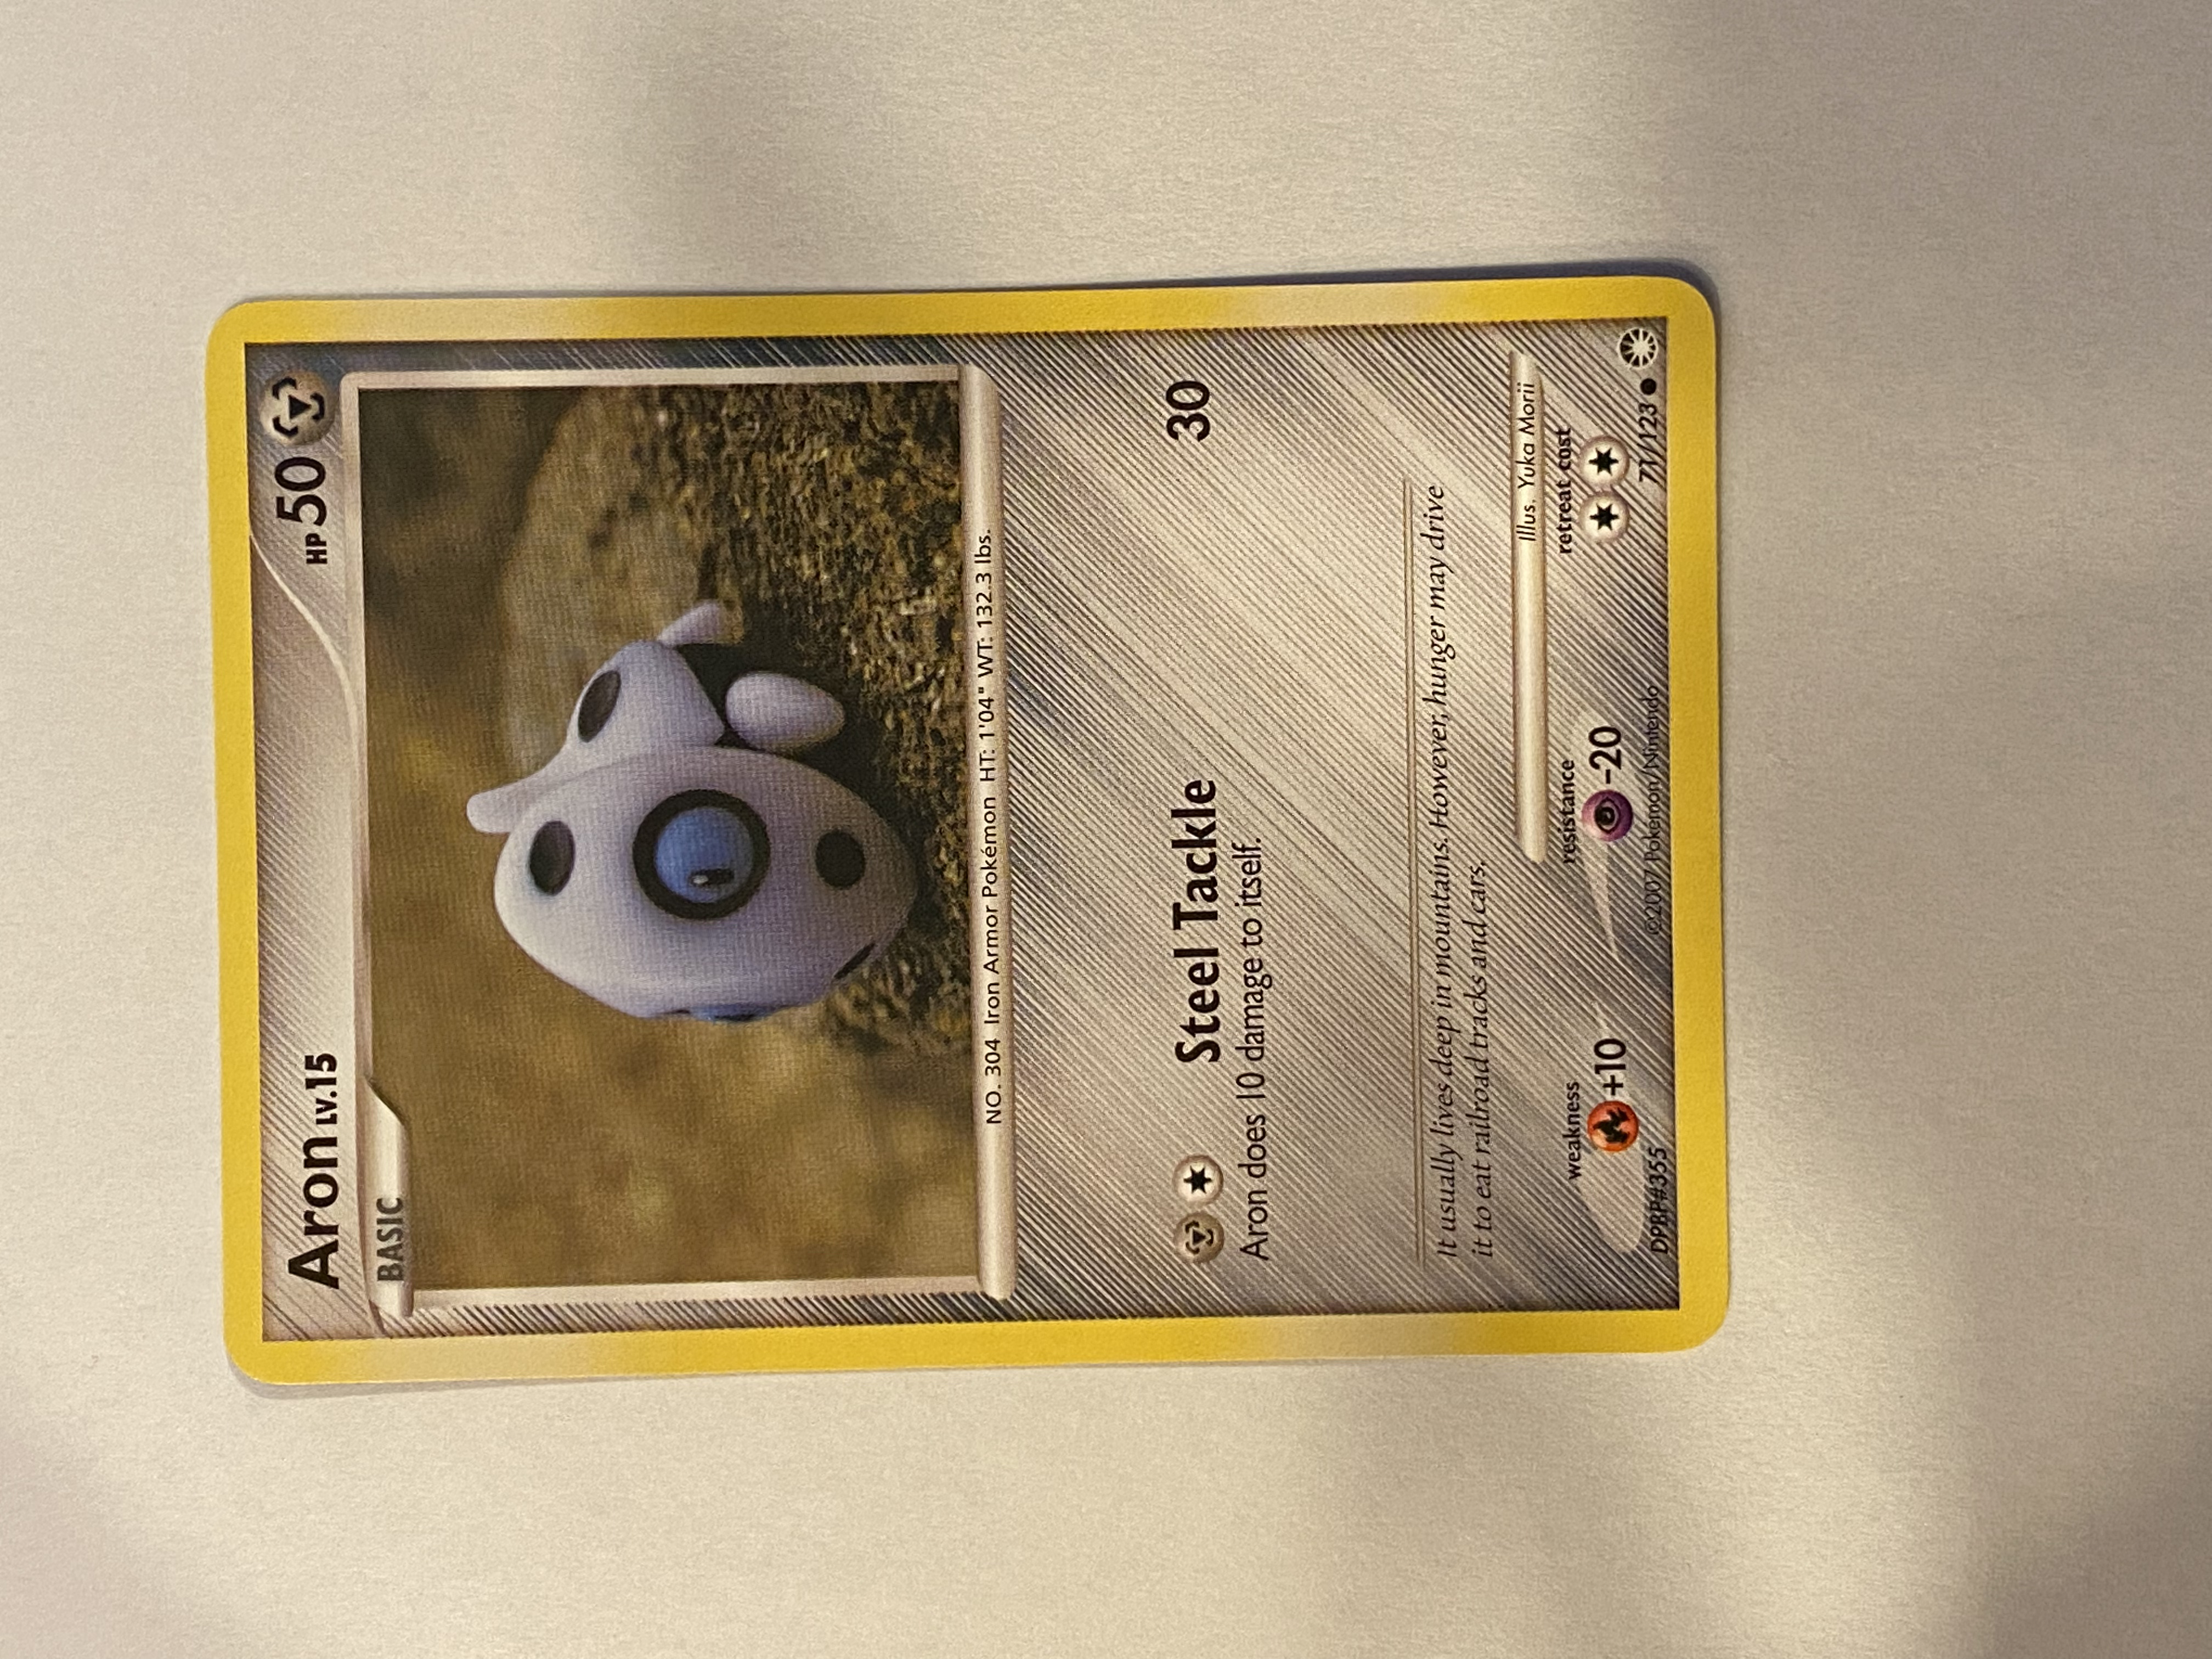 Aron LV.15 HP 50
BASIC
NO. 304 Iron Armor Pokémon HT: 1'04" WT: 132.3 lbs.
Steel Tackle 30
Aron does 10 damage to itself.
It usually lives deep in mountains. However, hunger may drive
it to eat railroad tracks and cars.
Illus. Yuka Morii
weakness resistance retreat cost
+10 -20
DPBP#355 ©2007 Pokémon/Nintendo 71/123